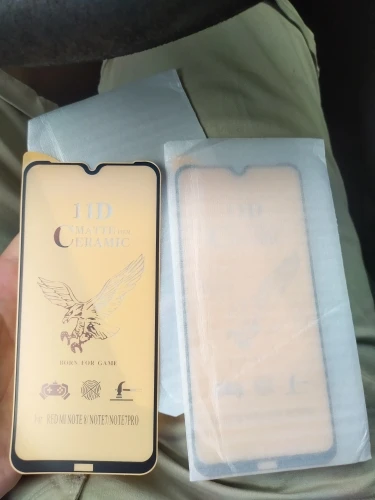 11D
MATTE
CERAMIC
BORN FOR GAME
For REDMI NOTE 8/NOTE7/NOTE7PRO
11D